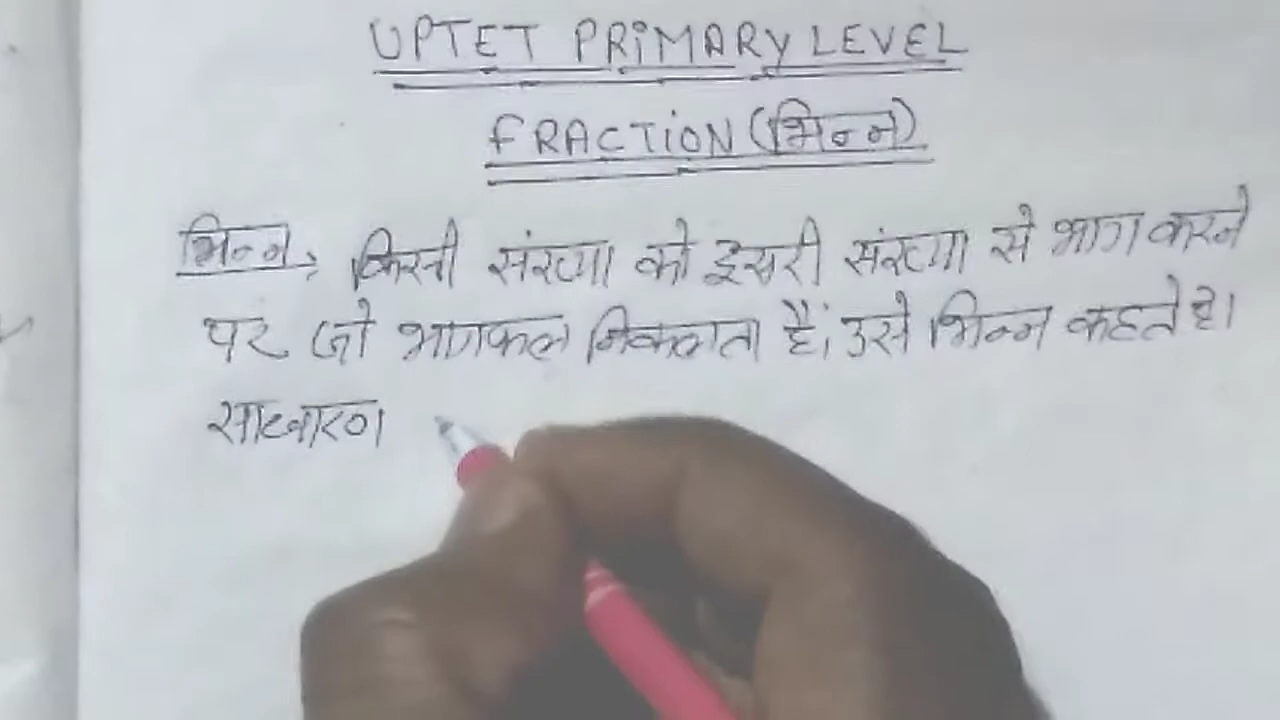 UPTET PRIMARY LEVEL
FRACTION (भिन्न)
भिन्न, किसी संख्या को दूसरी संख्या से भाग करने
पर जो भागफल निकलता हैं, उसे भिन्न कहते है।
साधारण